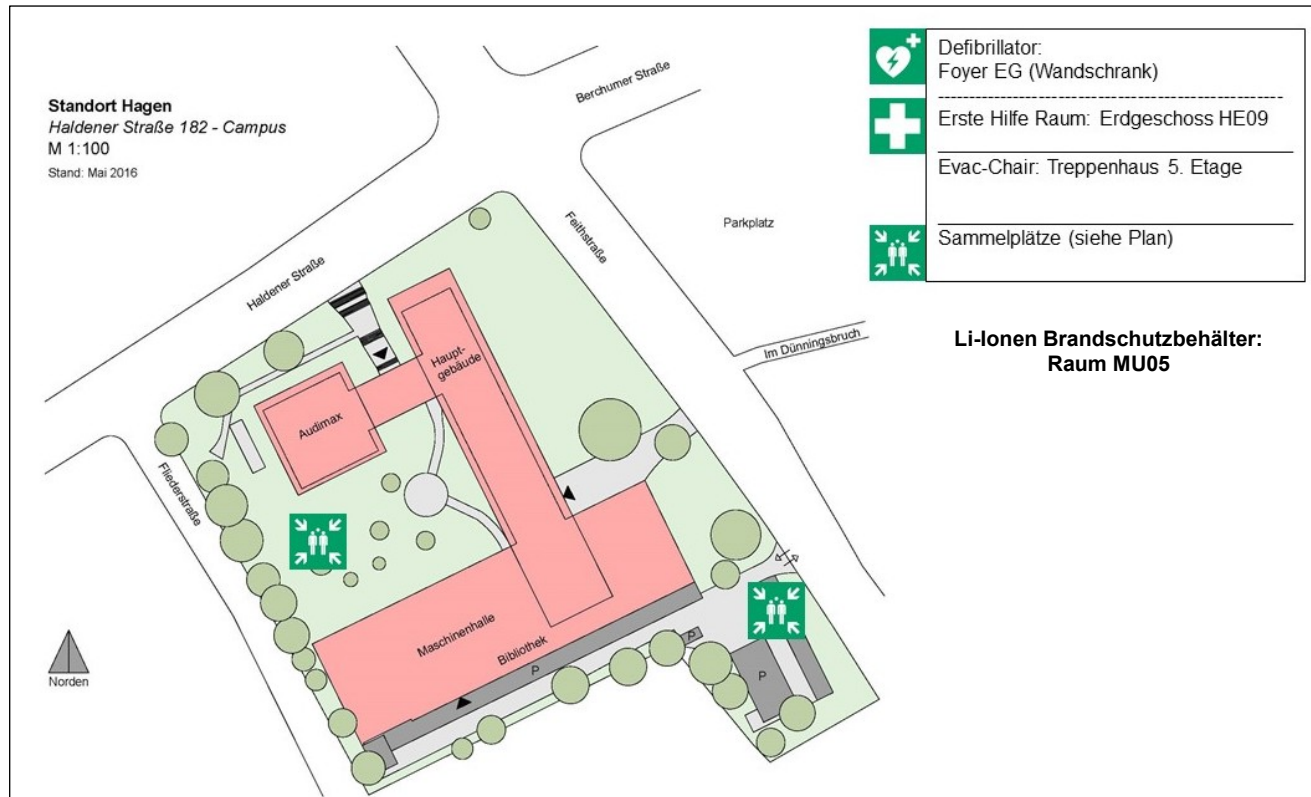 Standort Hagen
Haldener Straße 182 - Campus
M 1:100
Stand: Mai 2016
Berchumer Straße
Feithstraße
Parkplatz
Haldener Straße
Im Dünningsbruch
Haupt-
gebäude
Audimax
Fliederstraße
Maschinenhalle
Bibliothek
P
P
P
Norden
Defibrillator:
Foyer EG (Wandschrank)
Erste Hilfe Raum: Erdgeschoss HE09
Evac-Chair: Treppenhaus 5. Etage
Sammelplätze (siehe Plan)
Li-Ionen Brandschutzbehälter:
Raum MU05